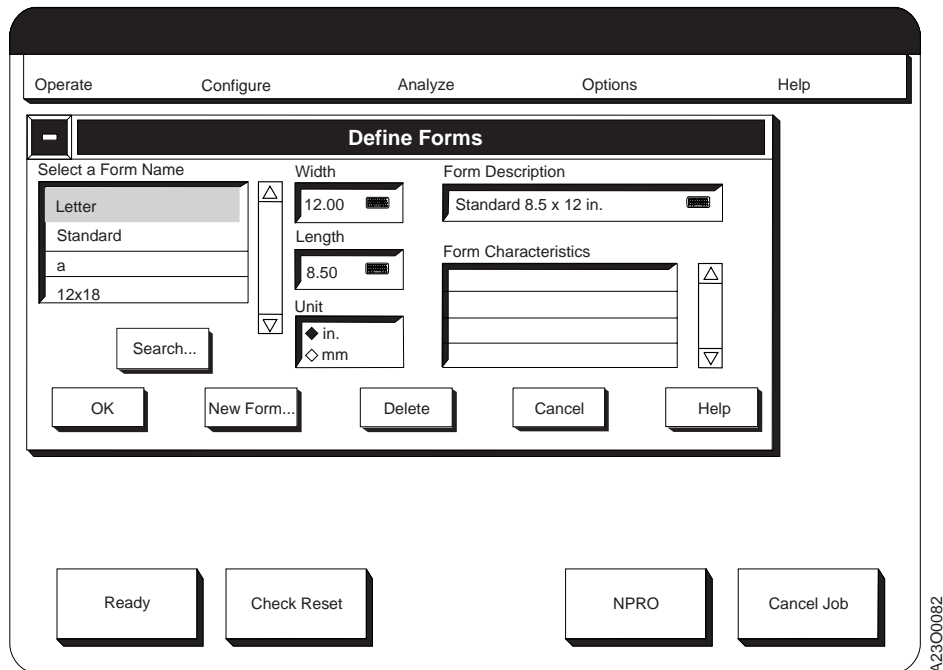 Operate Configure Analyze Options Help
Define Forms
Select a Form Name
Letter
Standard
a
12x18
Search...
Width
12.00
Length
8.50
Unit
in.
mm
Form Description
Standard 8.5 x 12 in.
Form Characteristics
OK New Form... Delete Cancel Help
Ready Check Reset NPRO Cancel Job
A23O0082